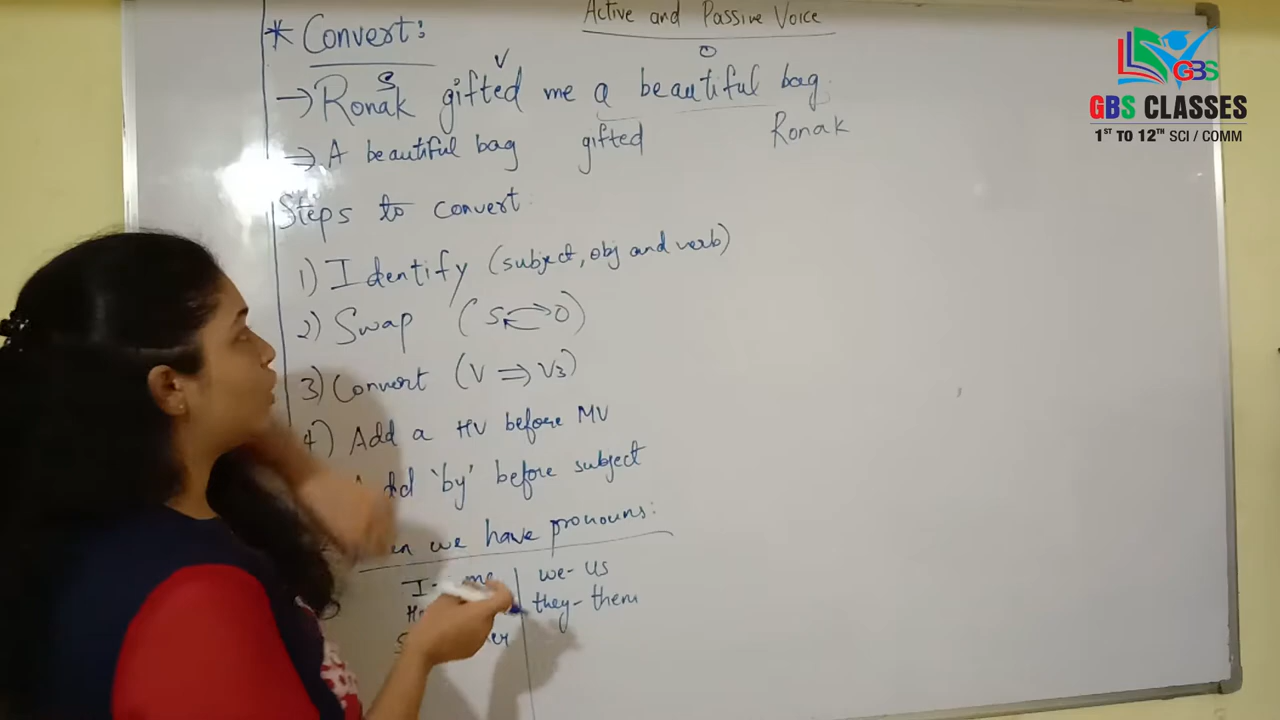 Active and Passive Voice
* Convert:
S V O
→ Ronak gifted me a beautiful bag.
⇒ A beautiful bag gifted Ronak
Steps to convert:
1) Identify (subject, obj and verb)
2) Swap (S ⇄ O)
3) Convert (V ⇒ V3)
4) Add a HV before MV
'by' before subject
we have pronouns:
I - me we - us
they - them
GBS
GBS CLASSES
1ST TO 12TH SCI / COMM